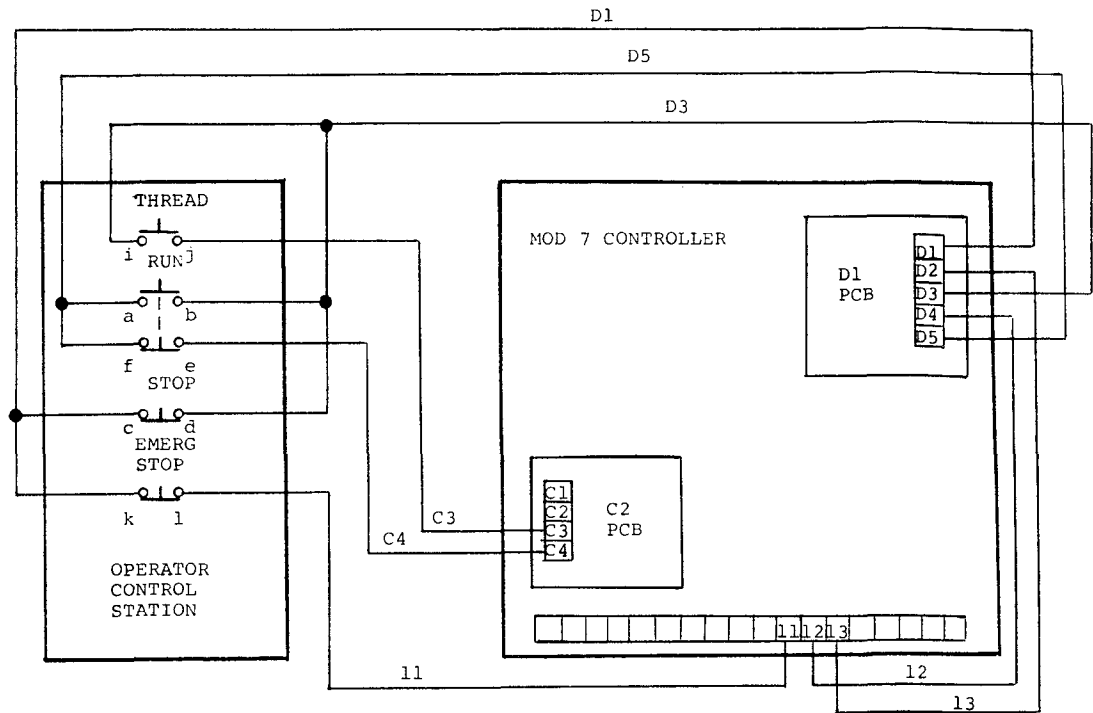 D1
D5
D3
THREAD
i
j
RUN
a
b
f
e
STOP
c
d
EMERG
STOP
k
l
OPERATOR
CONTROL
STATION
MOD 7 CONTROLLER
D1
PCB
D1
D2
D3
D4
D5
C3
C4
C1
C2
C3
C4
C2
PCB
11
12
13
11
12
13